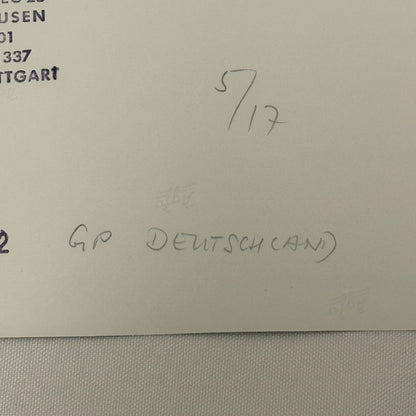 USEN
01
337
TTGART
5/17
2
GP DEUTSCHLAND